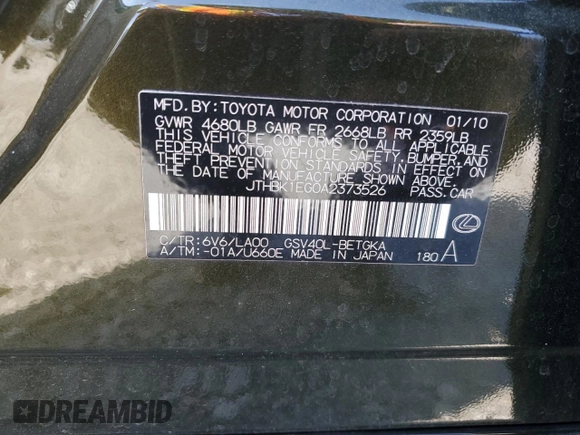 MFD. BY: TOYOTA MOTOR CORPORATION 01/10
GVWR 4680LB GAWR FR 2668LB RR 2359LB
THIS VEHICLE CONFORMS TO ALL APPLICABLE
FEDERAL MOTOR VEHICLE SAFETY, BUMPER, AND
THEFT PREVENTION STANDARDS IN EFFECT ON
THE DATE OF MANUFACTURE SHOWN ABOVE.
JTHBK1EG0A2373526 PASS.CAR
C/TR: 6V6/LA00 GSV40L-BETGKA
A/TM: -01A/U660E MADE IN JAPAN 180 A
DREAMBID